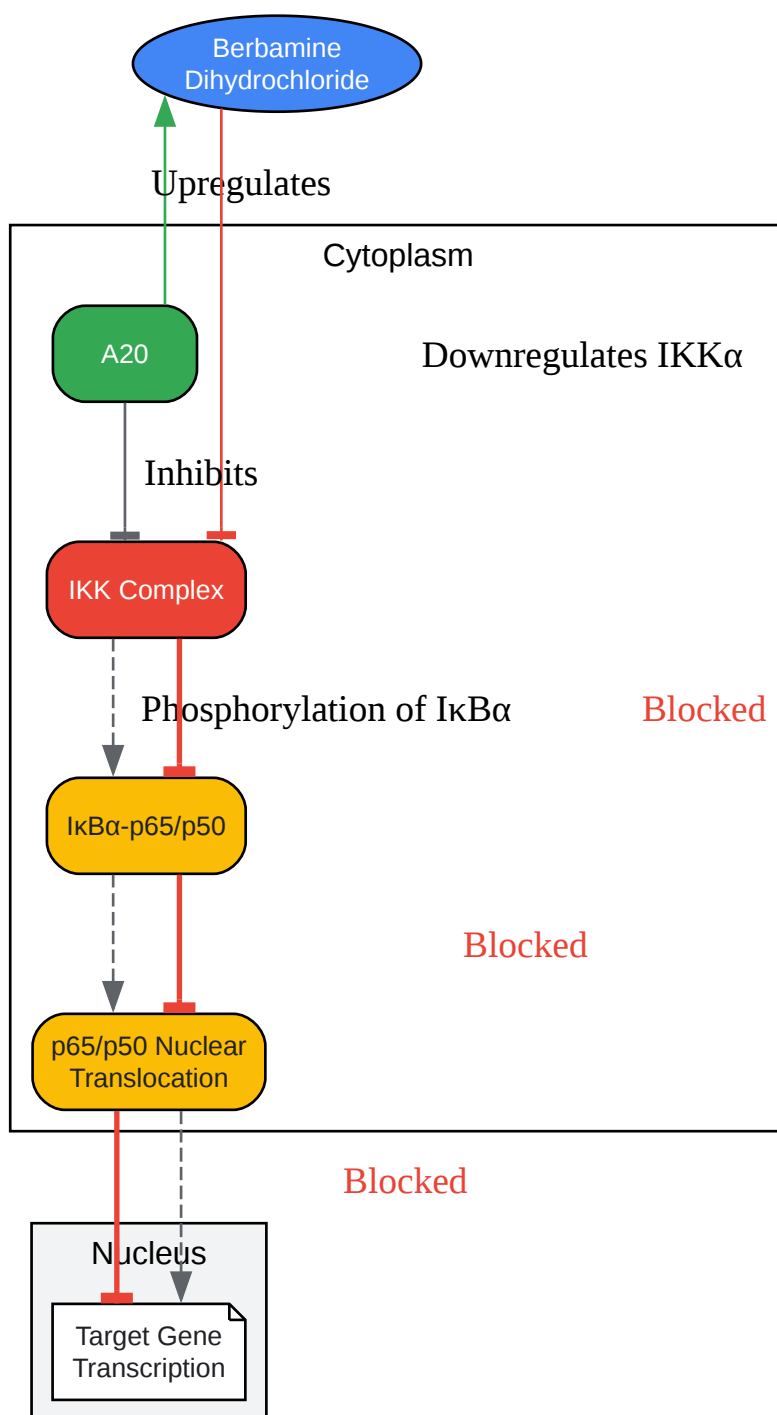 Berbamine
Dihydrochloride
Upregulates
Cytoplasm
A20
Downregulates IKKα
Inhibits
IKK Complex
Phosphorylation of IκBα
Blocked
IκBα-p65/p50
Blocked
p65/p50 Nuclear
Translocation
Blocked
Nucleus
Target Gene
Transcription